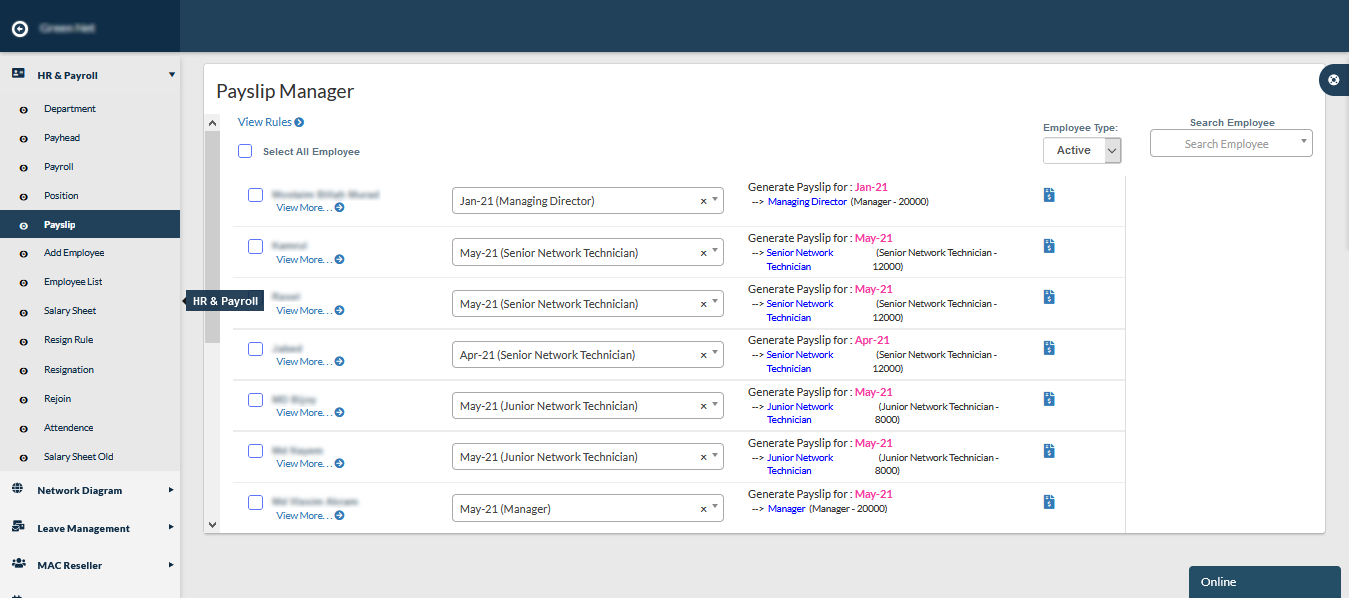 HR & Payroll
Department
Payhead
Payroll
Position
Payslip
Add Employee
Employee List
Salary Sheet
Resign Rule
Resignation
Rejoin
Attendence
Salary Sheet Old
Network Diagram
Leave Management
MAC Reseller
HR & Payroll
Payslip Manager
View Rules
Employee Type:
Active
Search Employee
Search Employee
Select All Employee
View More. . .
Jan-21 (Managing Director) ×
Generate Payslip for : Jan-21
--> Managing Director (Manager - 20000)
View More. . .
May-21 (Senior Network Technician) ×
Generate Payslip for : May-21
--> Senior Network Technician (Senior Network Technician - 12000)
View More. . .
May-21 (Senior Network Technician) ×
Generate Payslip for : May-21
--> Senior Network Technician (Senior Network Technician - 12000)
View More. . .
Apr-21 (Senior Network Technician) ×
Generate Payslip for : Apr-21
--> Senior Network Technician (Senior Network Technician - 12000)
View More. . .
May-21 (Junior Network Technician) ×
Generate Payslip for : May-21
--> Junior Network Technician (Junior Network Technician - 8000)
View More. . .
May-21 (Junior Network Technician) ×
Generate Payslip for : May-21
--> Junior Network Technician (Junior Network Technician - 8000)
View More. . .
May-21 (Manager) ×
Generate Payslip for : May-21
--> Manager (Manager - 20000)
Online